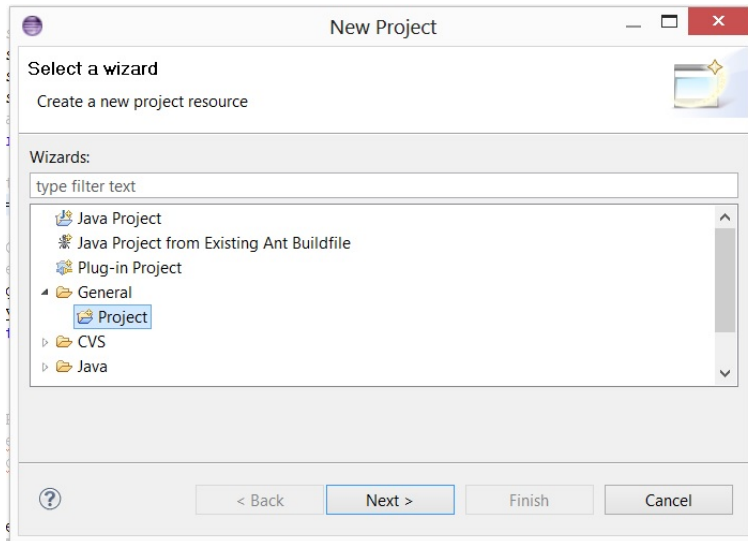 New Project
Select a wizard
Create a new project resource
Wizards:
type filter text
Java Project
Java Project from Existing Ant Buildfile
Plug-in Project
General
Project
CVS
Java
< Back Next > Finish Cancel